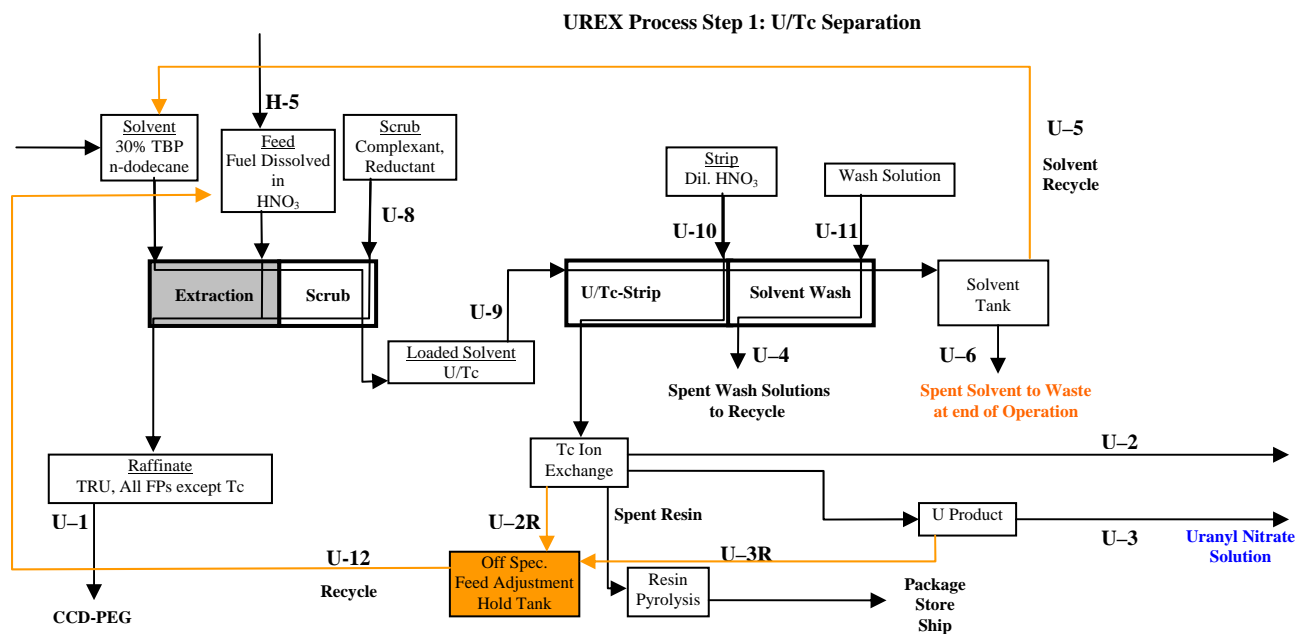 UREX Process Step 1: U/Tc Separation
H-5
Solvent
30% TBP
n-dodecane
Feed
Fuel Dissolved
in
HNO₃
Scrub
Complexant,
Reductant
U-8
Strip
Dil. HNO₃
Wash Solution
U-10
U-11
U–5
Solvent
Recycle
Extraction
Scrub
U-9
U/Tc-Strip
Solvent Wash
Solvent
Tank
Loaded Solvent
U/Tc
U–4
Spent Wash Solutions
to Recycle
U–6
Spent Solvent to Waste
at end of Operation
Raffinate
TRU, All FPs except Tc
Tc Ion
Exchange
U–2
U–1
U–2R
Spent Resin
U Product
U–3
Uranyl Nitrate
Solution
U-12
Recycle
Off Spec.
Feed Adjustment
Hold Tank
U–3R
Resin
Pyrolysis
Package
Store
Ship
CCD-PEG